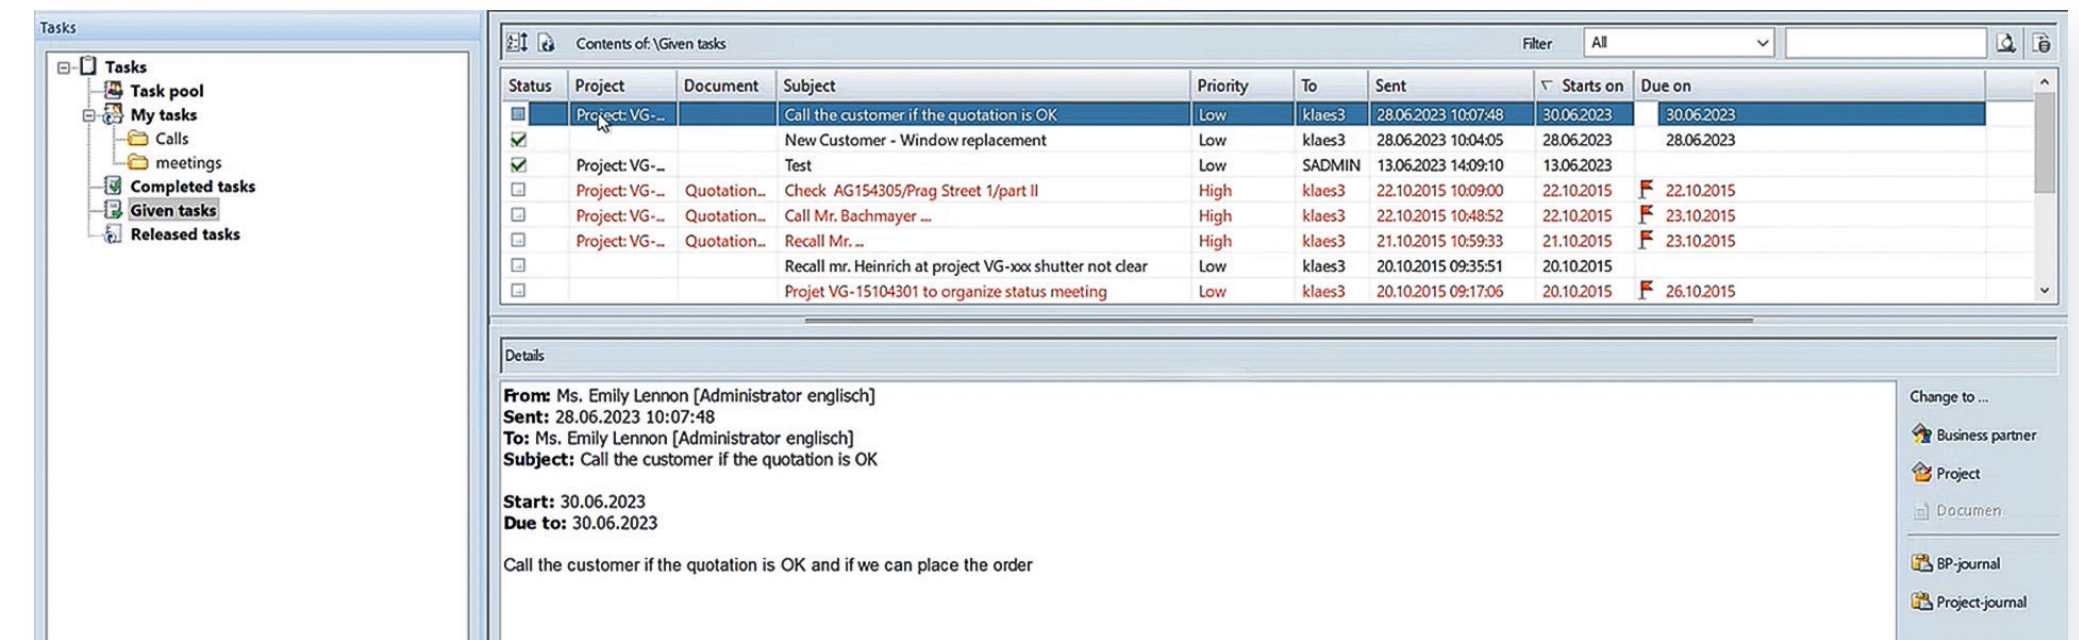 Tasks
Tasks
Task pool
My tasks
Calls
meetings
Completed tasks
Given tasks
Released tasks
Contents of: \Given tasks Filter All
Status Project Document Subject Priority To Sent Starts on Due on
Project: VG-... Call the customer if the quotation is OK Low klaes3 28.06.2023 10:07:48 30.06.2023 30.06.2023
New Customer - Window replacement Low klaes3 28.06.2023 10:04:05 28.06.2023 28.06.2023
Project: VG-... Test Low SADMIN 13.06.2023 14:09:10 13.06.2023
Project: VG-... Quotation... Check AG154305/Prag Street 1/part II High klaes3 22.10.2015 10:09:00 22.10.2015 22.10.2015
Project: VG-... Quotation... Call Mr. Bachmayer ... High klaes3 22.10.2015 10:48:52 22.10.2015 23.10.2015
Project: VG-... Quotation... Recall Mr. ... High klaes3 21.10.2015 10:59:33 21.10.2015 23.10.2015
Recall mr. Heinrich at project VG-xxx shutter not clear Low klaes3 20.10.2015 09:35:51 20.10.2015
Projet VG-15104301 to organize status meeting Low klaes3 20.10.2015 09:17:06 20.10.2015 26.10.2015
Details
From: Ms. Emily Lennon [Administrator englisch]
Sent: 28.06.2023 10:07:48
To: Ms. Emily Lennon [Administrator englisch]
Subject: Call the customer if the quotation is OK
Start: 30.06.2023
Due to: 30.06.2023
Call the customer if the quotation is OK and if we can place the order
Change to ...
Business partner
Project
Documen
BP-journal
Project-journal